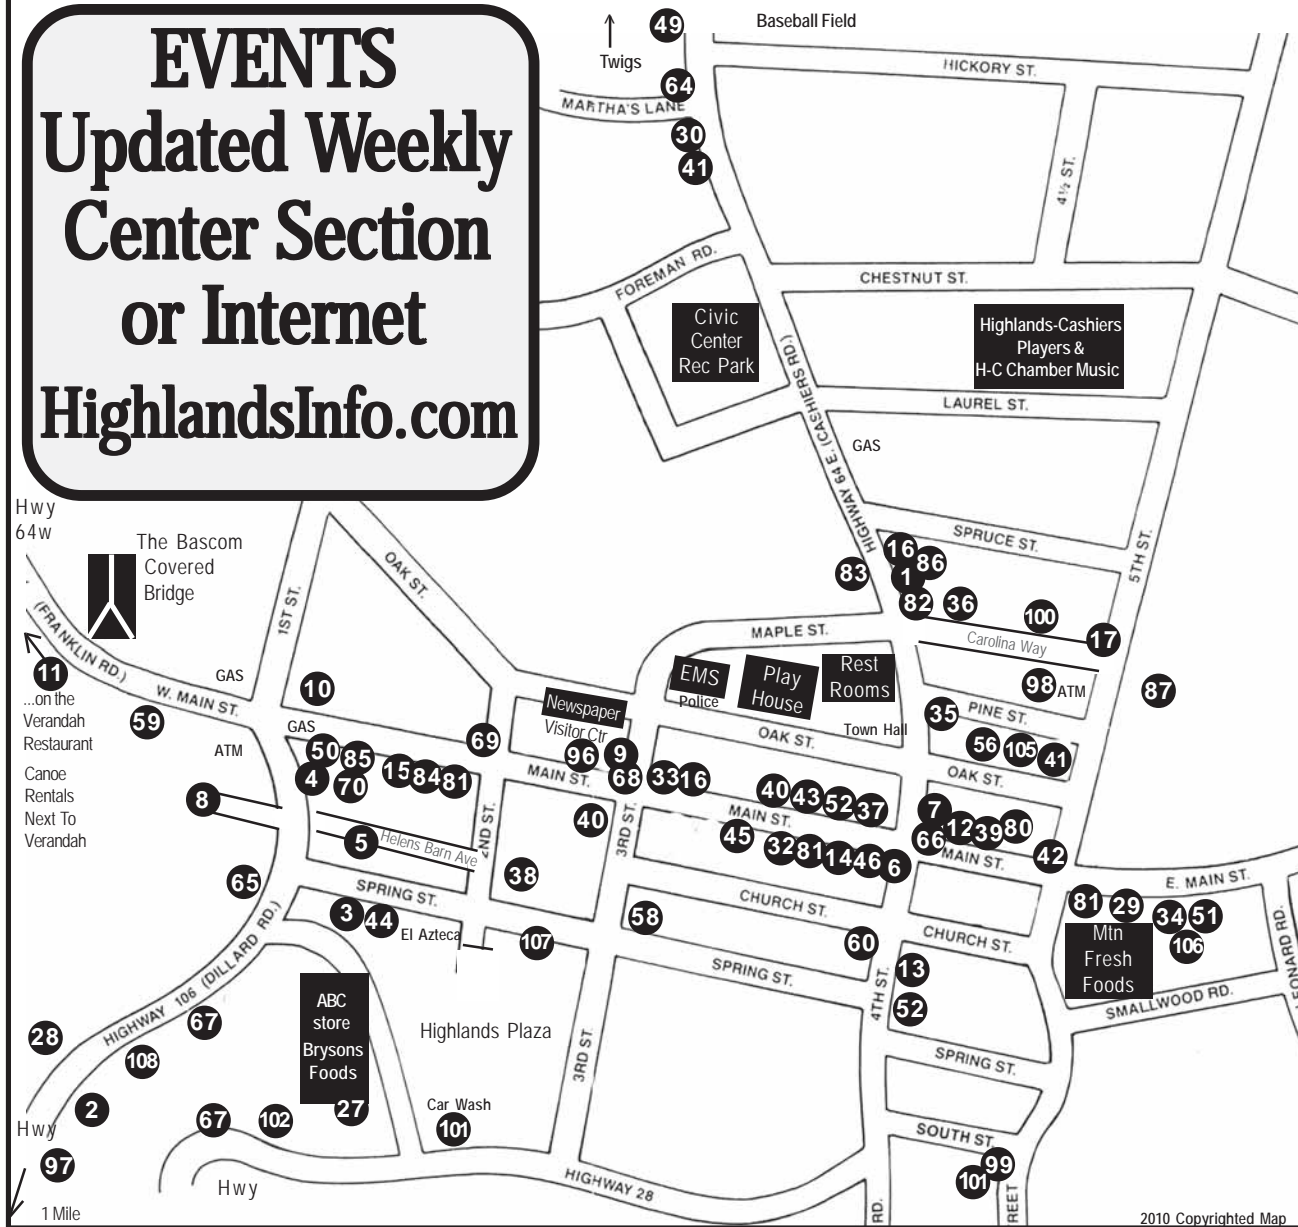 EVENTS
Updated Weekly
Center Section
or Internet
HighlandsInfo.com
49
Twigs
Baseball Field
HICKORY ST.
64
MARTHA'S LANE
30
41
4½ ST.
FOREMAN RD.
CHESTNUT ST.
Civic
Center
Rec Park
Highlands-Cashiers
Players &
H-C Chamber Music
HIGHWAY 64 E. (CASHIERS RD.)
LAUREL ST.
GAS
Hwy
64w
The Bascom
Covered
Bridge
OAK ST.
1ST ST.
SPRUCE ST.
5TH ST.
16
86
83
1
82
36
100
17
Carolina Way
MAPLE ST.
(FRANKLIN RD.)
W. MAIN ST.
11
...on the
Verandah
Restaurant
Canoe
Rentals
Next To
Verandah
GAS
10
59
ATM
GAS
EMS
Police
Play
House
Rest
Rooms
98
ATM
87
Newspaper
Visitor Ctr
35
PINE ST.
Town Hall
OAK ST.
69
96
9
68
56
105
41
50
85
4
70
15
84
81
MAIN ST.
33
16
OAK ST.
8
40
43
52
37
MAIN ST.
7
66
12
39
80
42
MAIN ST.
5
Helens Barn Ave
2ND ST.
40
3RD ST.
45
32
81
14
46
6
65
SPRING ST.
38
CHURCH ST.
E. MAIN ST.
3
44
El Azteca
107
58
60
CHURCH ST.
81
29
34
51
106
Mtn
Fresh
Foods
LEONARD RD.
HIGHWAY 106 (DILLARD RD.)
SPRING ST.
4TH ST.
13
52
SMALLWOOD RD.
ABC
store
Brysons
Foods
27
Highlands Plaza
3RD ST.
28
67
108
SPRING ST.
2
Hwy
67
102
Car Wash
101
SOUTH ST.
97
1 Mile
Hwy
HIGHWAY 28
99
101
RD.
REET
2010 Copyrighted Map